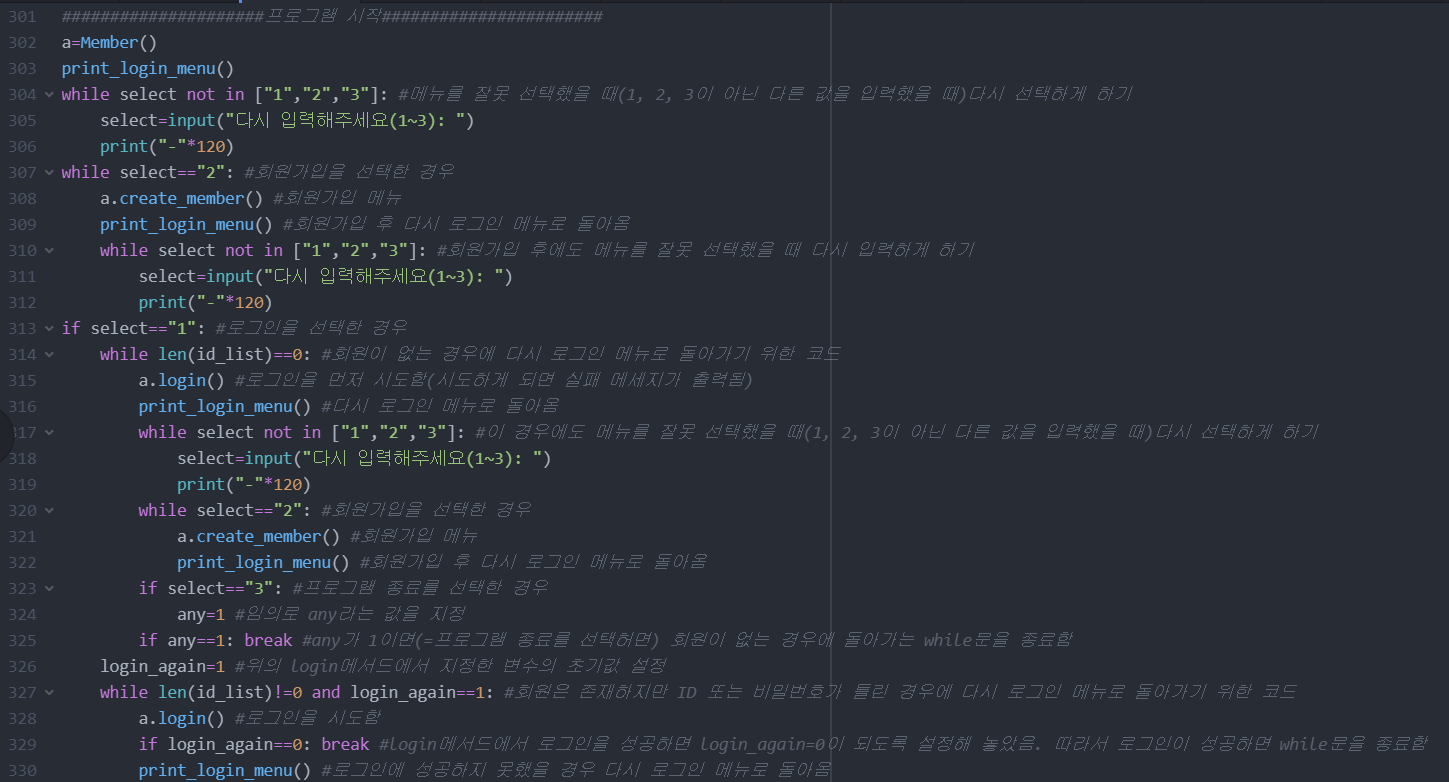 301 #####################프로그램 시작#######################
302 a=Member()
303 print_login_menu()
304 while select not in ["1","2","3"]: #메뉴를 잘못 선택했을 때(1, 2, 3이 아닌 다른 값을 입력했을 때)다시 선택하게 하기
305 select=input("다시 입력해주세요(1~3): ")
306 print("-"*120)
307 while select=="2": #회원가입을 선택한 경우
308 a.create_member() #회원가입 메뉴
309 print_login_menu() #회원가입 후 다시 로그인 메뉴로 돌아옴
310 while select not in ["1","2","3"]: #회원가입 후에도 메뉴를 잘못 선택했을 때 다시 입력하게 하기
311 select=input("다시 입력해주세요(1~3): ")
312 print("-"*120)
313 if select=="1": #로그인을 선택한 경우
314 while len(id_list)==0: #회원이 없는 경우에 다시 로그인 메뉴로 돌아가기 위한 코드
315 a.login() #로그인을 먼저 시도함(시도하게 되면 실패 메세지가 출력됨)
316 print_login_menu() #다시 로그인 메뉴로 돌아옴
317 while select not in ["1","2","3"]: #이 경우에도 메뉴를 잘못 선택했을 때(1, 2, 3이 아닌 다른 값을 입력했을 때)다시 선택하게 하기
318 select=input("다시 입력해주세요(1~3): ")
319 print("-"*120)
320 while select=="2": #회원가입을 선택한 경우
321 a.create_member() #회원가입 메뉴
322 print_login_menu() #회원가입 후 다시 로그인 메뉴로 돌아옴
323 if select=="3": #프로그램 종료를 선택한 경우
324 any=1 #임의로 any라는 값을 지정
325 if any==1: break #any가 1이면(=프로그램 종료를 선택허면) 회원이 없는 경우에 돌아가는 while문을 종료함
326 login_again=1 #위의 login메서드에서 지정한 변수의 초기값 설정
327 while len(id_list)!=0 and login_again==1: #회원은 존재하지만 ID 또는 비밀번호가 틀린 경우에 다시 로그인 메뉴로 돌아가기 위한 코드
328 a.login() #로그인을 시도함
329 if login_again==0: break #login메서드에서 로그인을 성공하면 login_again=0이 되도록 설정해 놓았음. 따라서 로그인이 성공하면 while문을 종료함
330 print_login_menu() #로그인에 성공하지 못했을 경우 다시 로그인 메뉴로 돌아옴